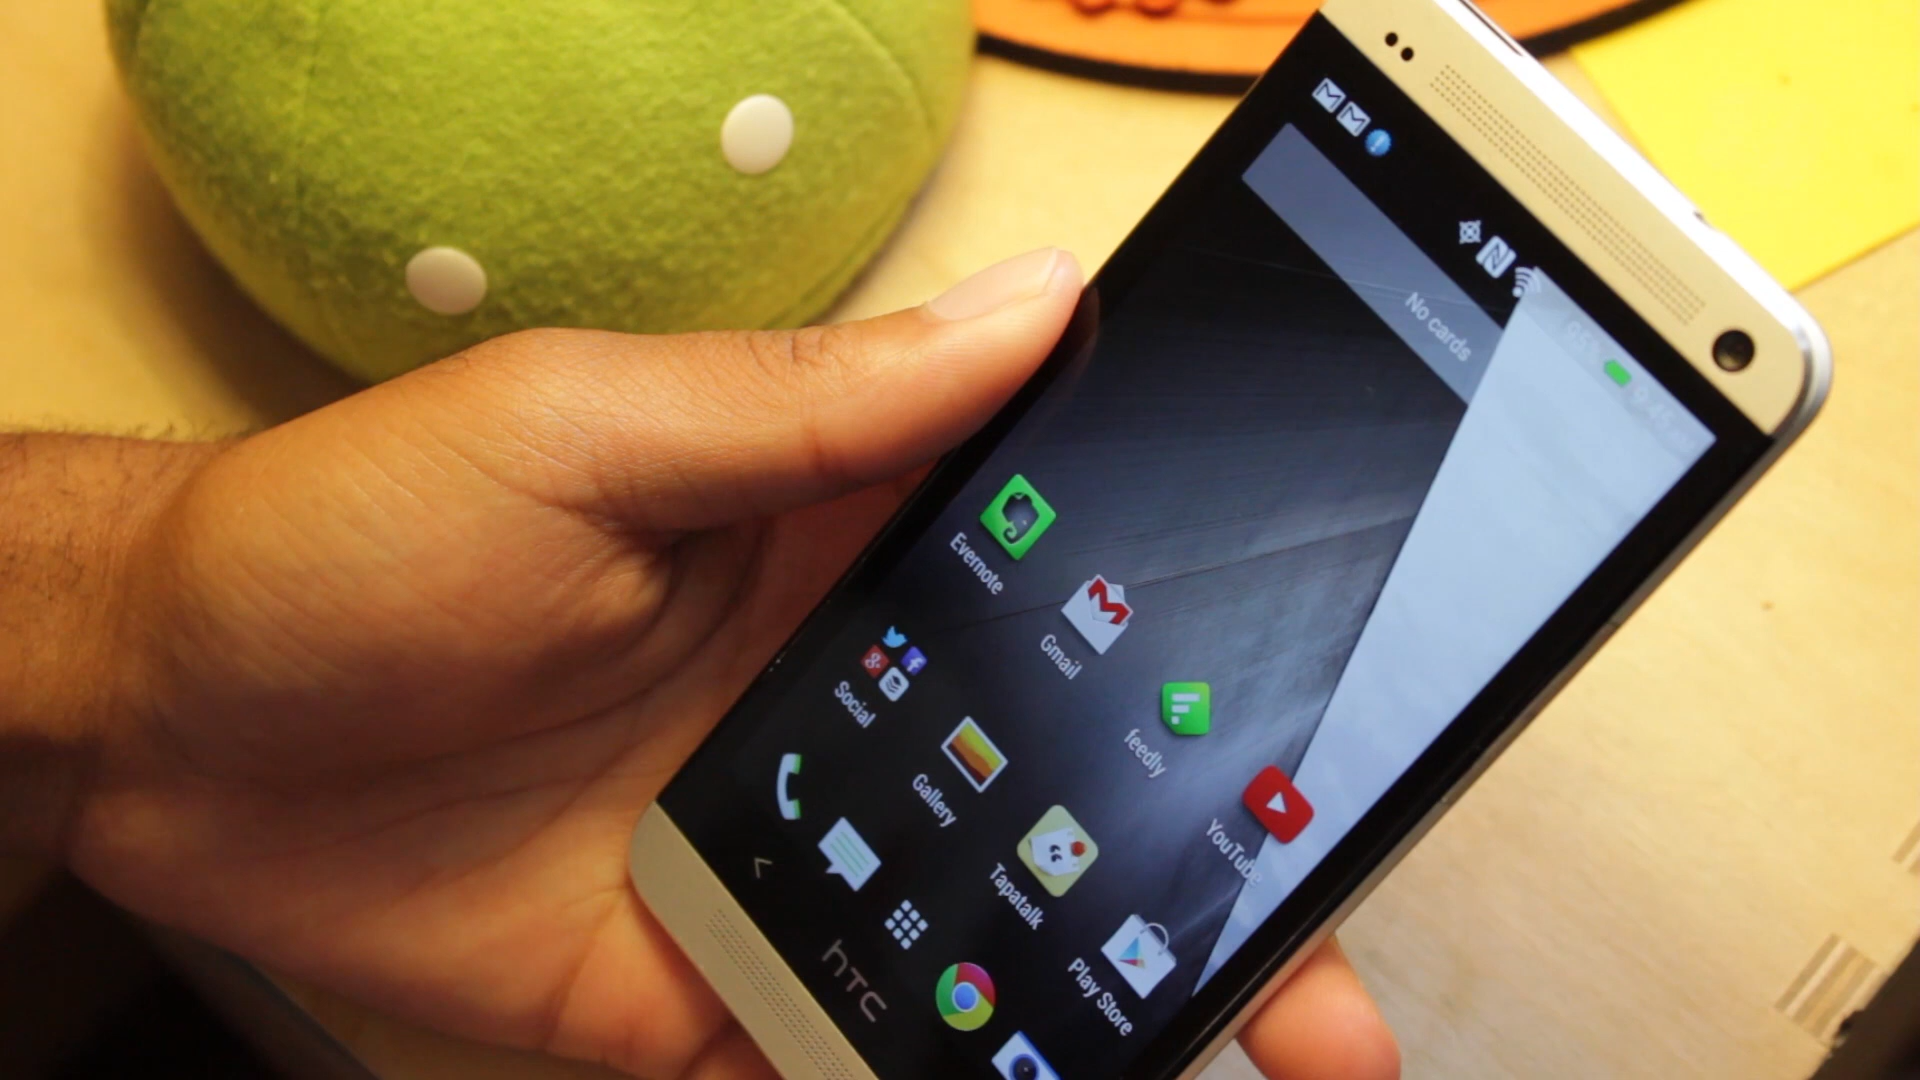 No cards
Evernote
Gmail
feedly
YouTube
Social
Gallery
Tapatalk
Play Store
hTC